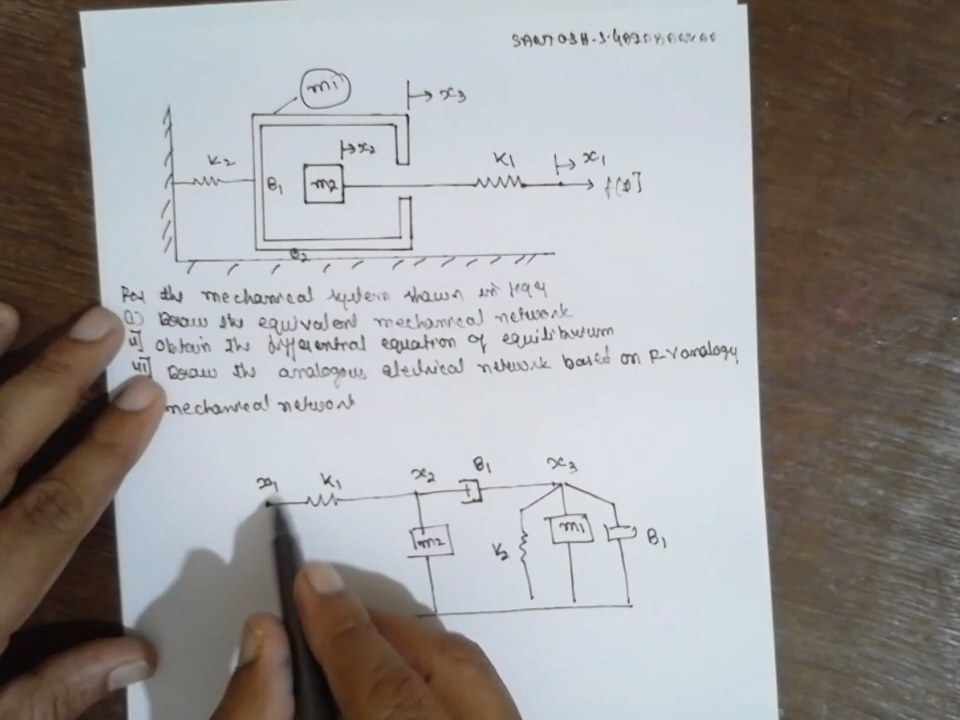 m1
x3
K2
x2
K1
x1
B1
m2
B2
For the mechanical system shown in
i) Draw the equivalent mechanical network
ii] Obtain the differential equation of equilibrium
iii] Draw the analogous electrical network based on F-V analogy
mechanical network
x1
K1
x2
B1
x3
m2
K2
m1
B1